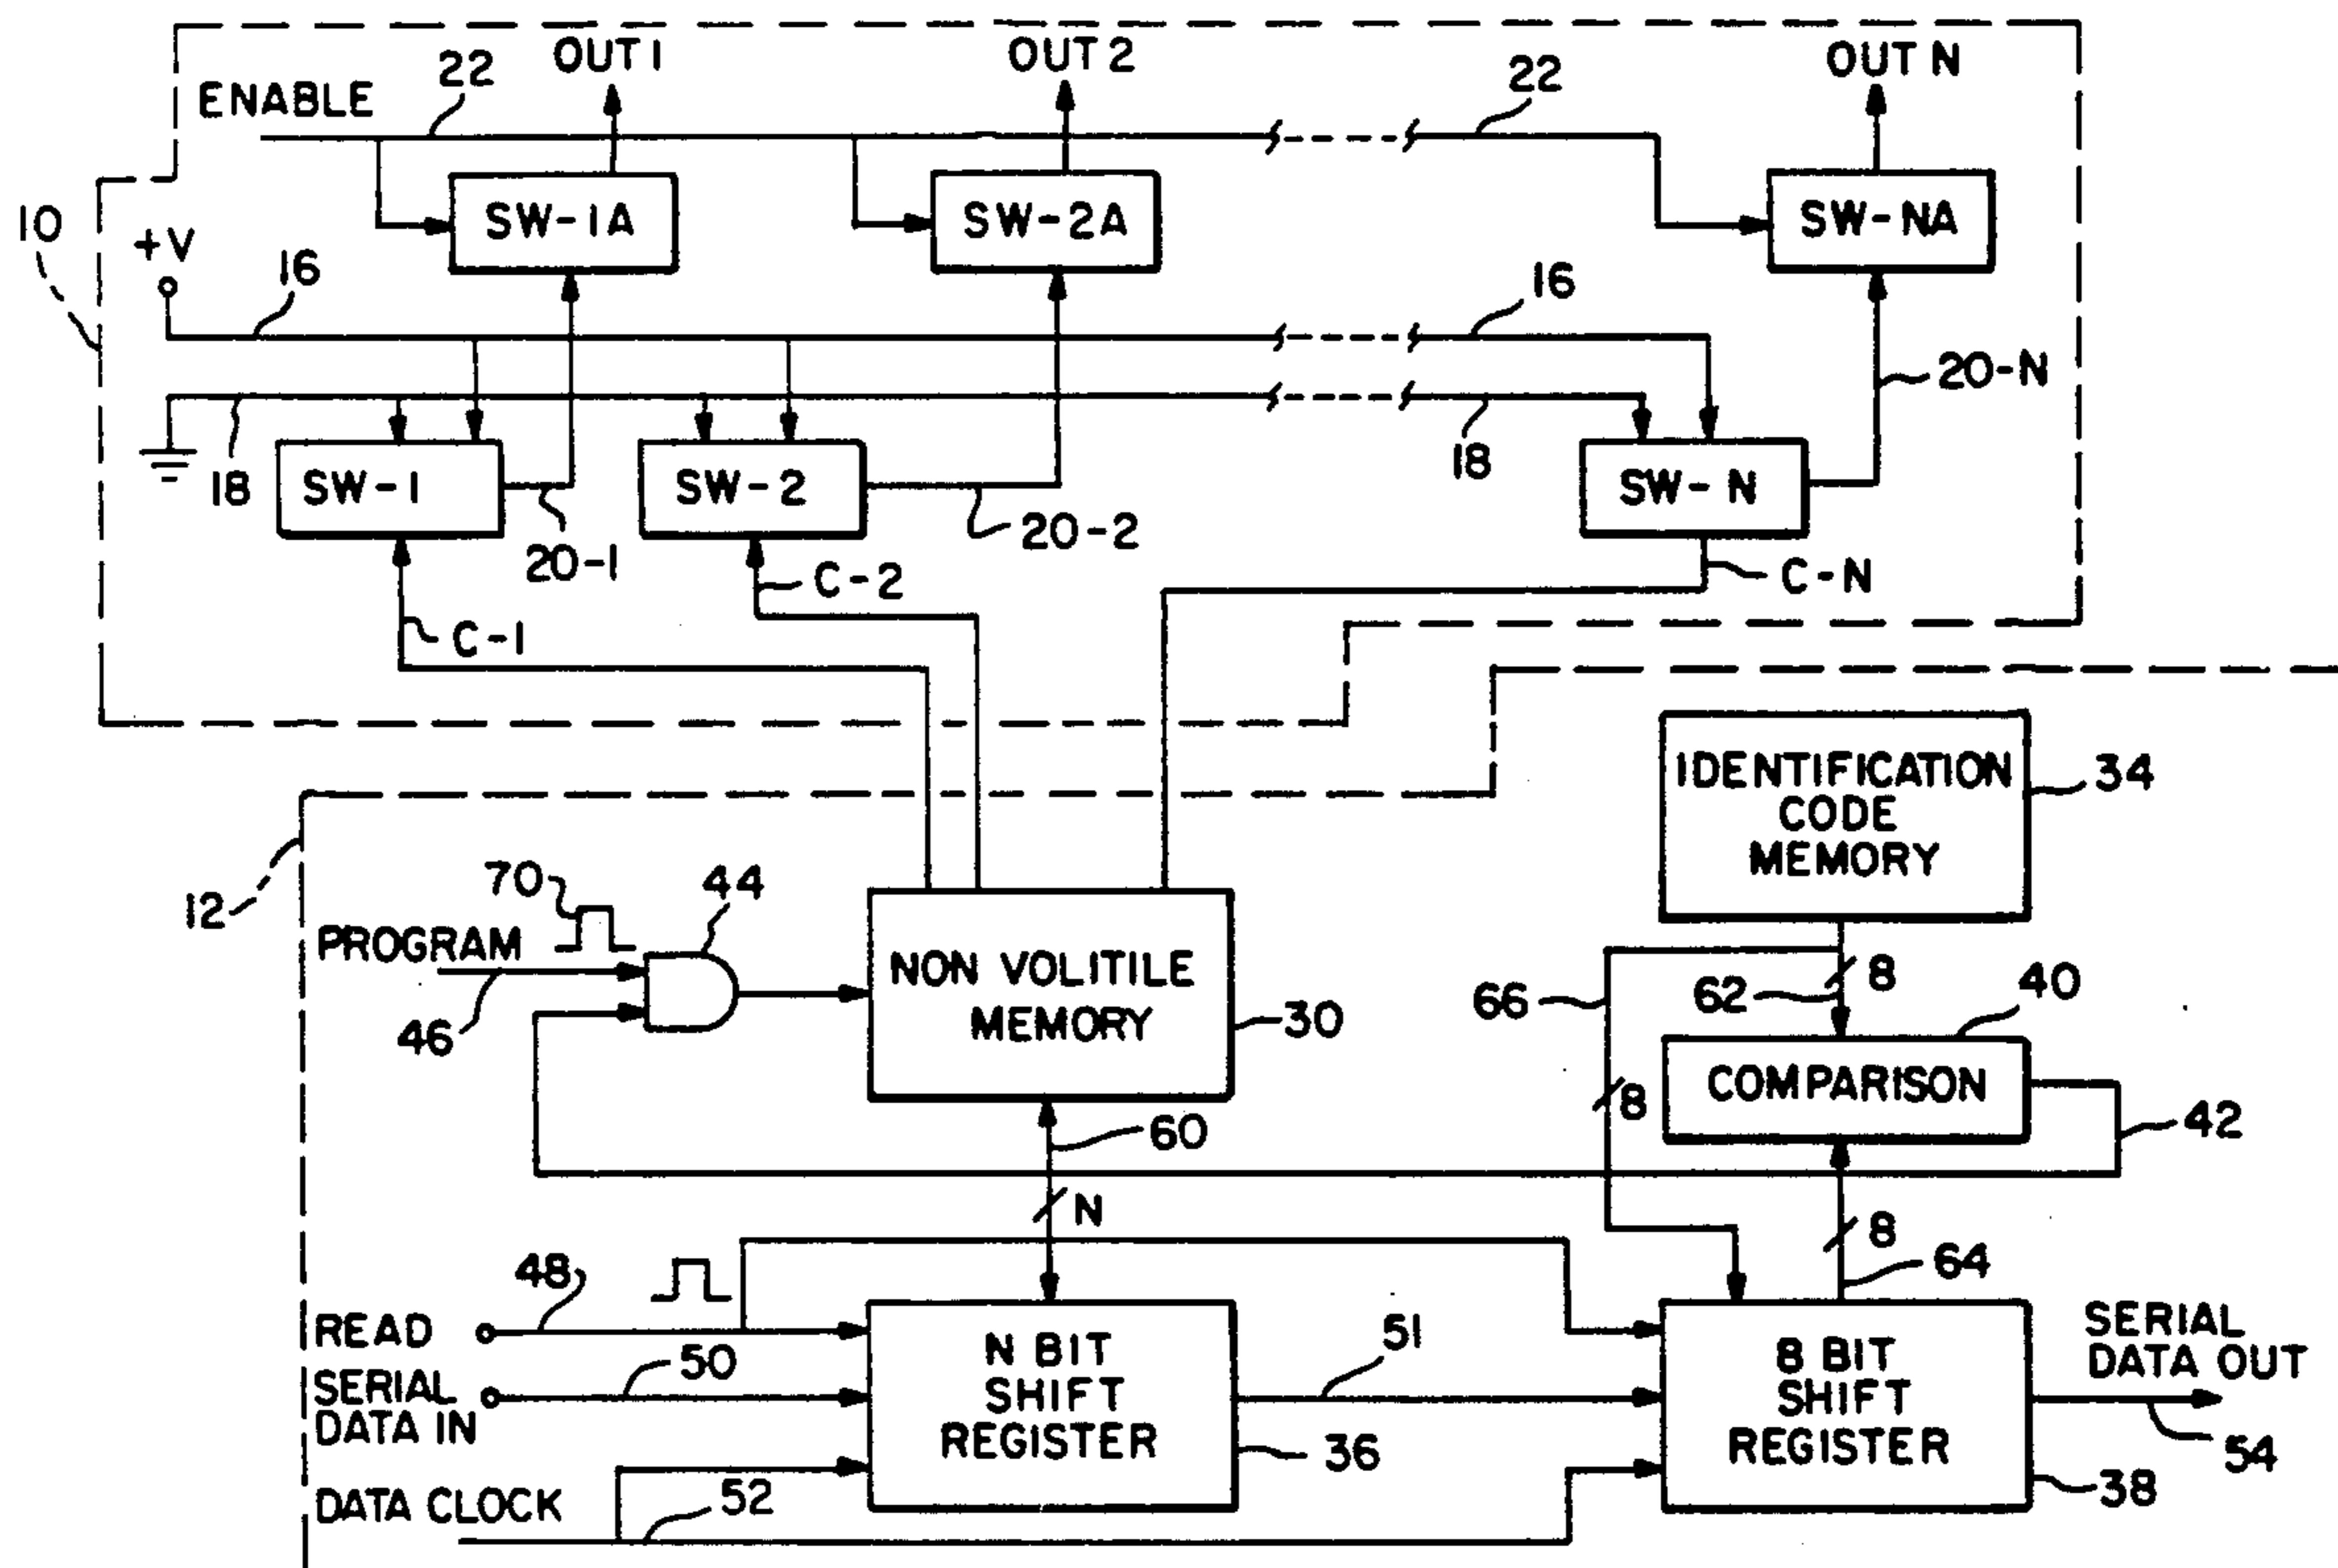 OUT 1
OUT 2
OUT N
22
22
ENABLE
SW-1A
SW-2A
SW-NA
10
+V
16
16
20-N
18
SW-1
SW-2
18
SW-N
20-1
20-2
C-1
C-2
C-N
IDENTIFICATION
CODE
MEMORY
34
12
70
44
PROGRAM
46
NON VOLITILE
MEMORY
30
66
62
8
40
8
COMPARISON
42
60
N
8
64
48
READ
50
SERIAL
DATA IN
N BIT
SHIFT
REGISTER
36
51
8 BIT
SHIFT
REGISTER
38
SERIAL
DATA OUT
54
DATA CLOCK
52